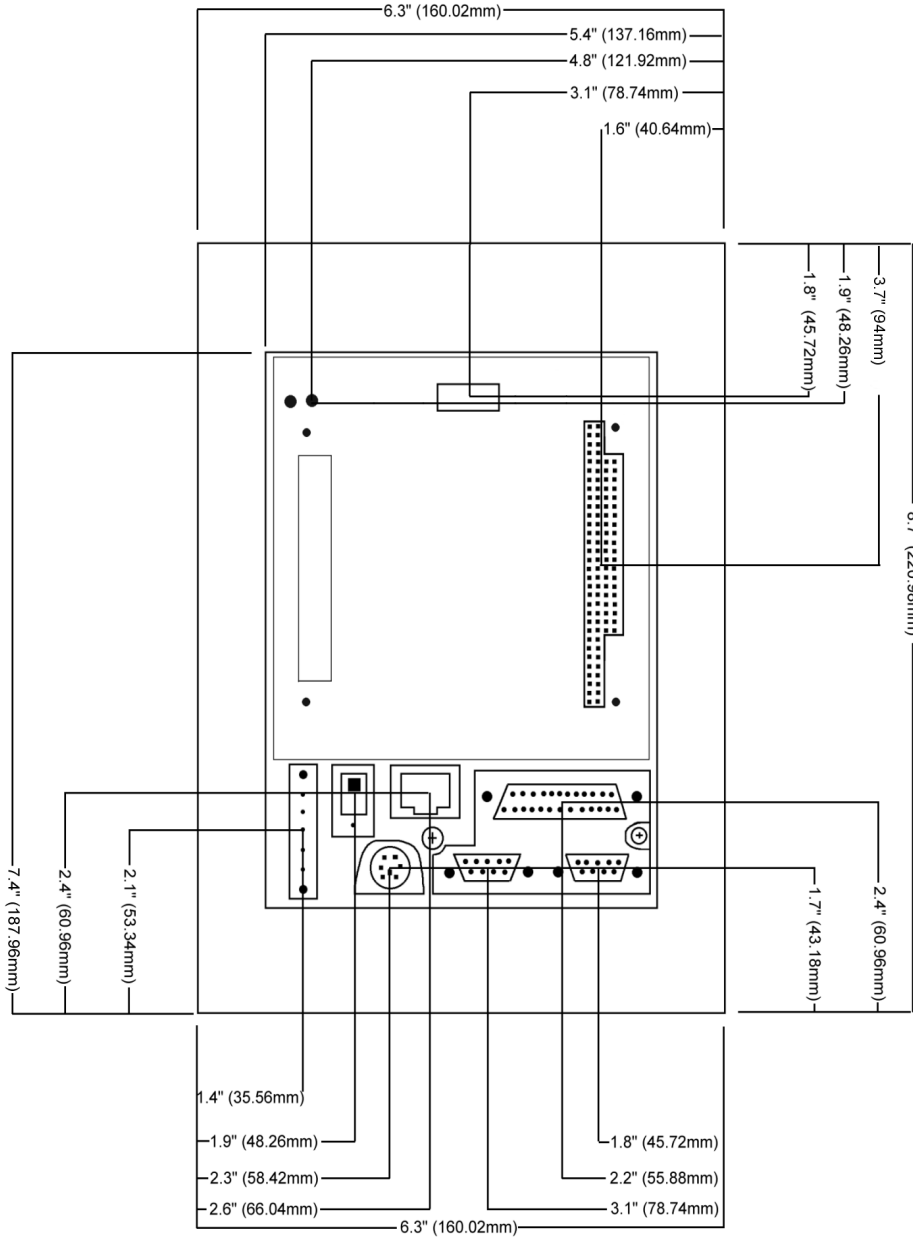 6.3" (160.02mm)
5.4" (137.16mm)
4.8" (121.92mm)
3.1" (78.74mm)
1.6" (40.64mm)
1.8" (45.72mm)
1.9" (48.26mm)
3.7" (94mm)
7.4" (187.96mm)
2.4" (60.96mm)
2.1" (53.34mm)
1.7" (43.18mm)
2.4" (60.96mm)
1.4" (35.56mm)
1.9" (48.26mm)
2.3" (58.42mm)
2.6" (66.04mm)
1.8" (45.72mm)
2.2" (55.88mm)
3.1" (78.74mm)
6.3" (160.02mm)